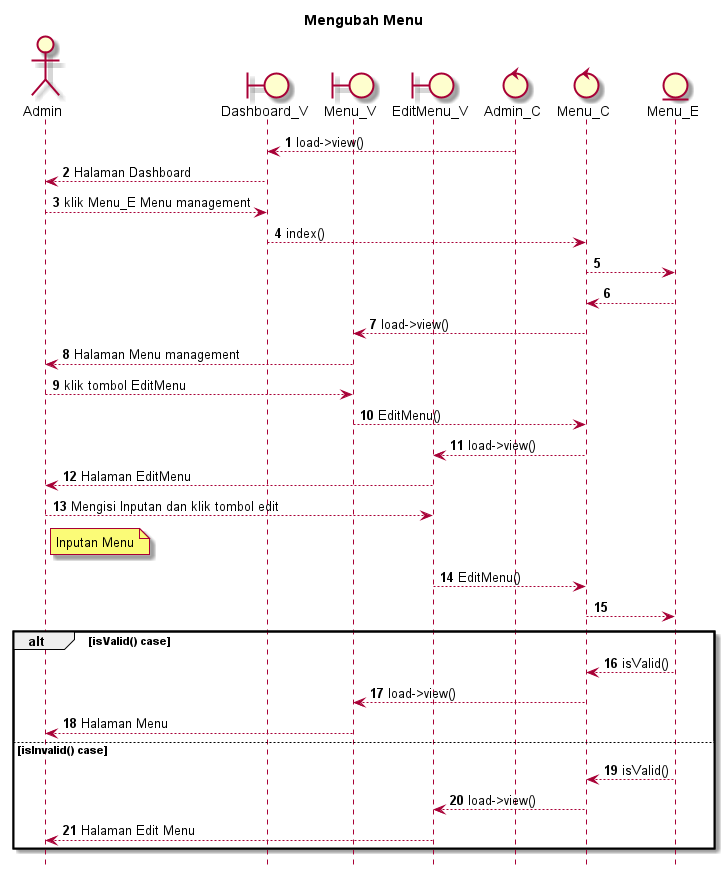 Mengubah Menu
Admin
Dashboard_V
Menu_V
EditMenu_V
Admin_C
Menu_C
Menu_E
1 load->view()
2 Halaman Dashboard
3 klik Menu_E Menu management
4 index()
5
6
7 load->view()
8 Halaman Menu management
9 klik tombol EditMenu
10 EditMenu()
11 load->view()
12 Halaman EditMenu
13 Mengisi Inputan dan klik tombol edit
Inputan Menu
14 EditMenu()
15
alt [isValid() case]
16 isValid()
17 load->view()
18 Halaman Menu
[isInvalid() case]
19 isValid()
20 load->view()
21 Halaman Edit Menu